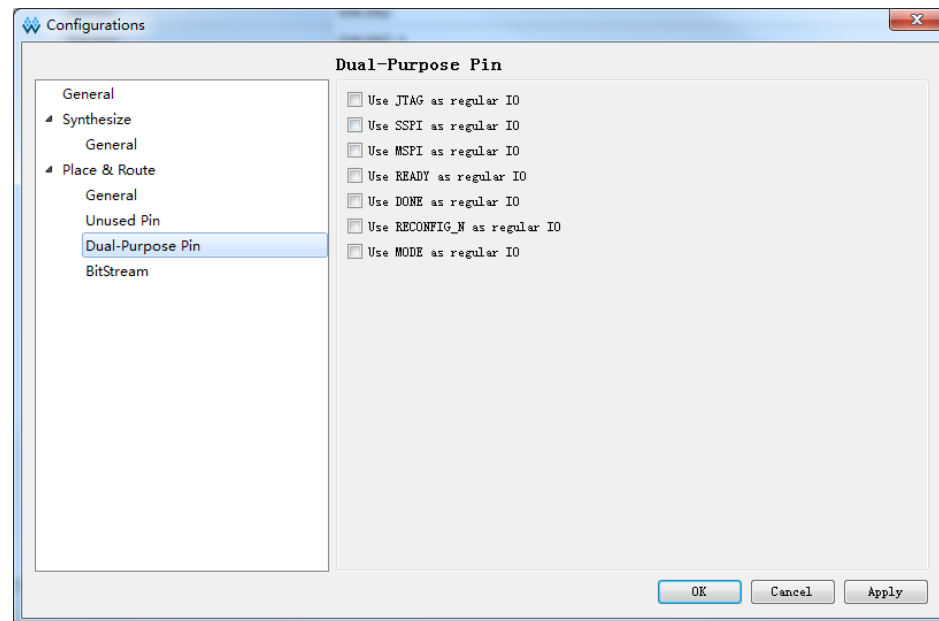 Configurations
Dual-Purpose Pin
General
Synthesize
General
Place & Route
General
Unused Pin
Dual-Purpose Pin
BitStream
Use JTAG as regular IO
Use SSPI as regular IO
Use MSPI as regular IO
Use READY as regular IO
Use DONE as regular IO
Use RECONFIG_N as regular IO
Use MODE as regular IO
OK
Cancel
Apply